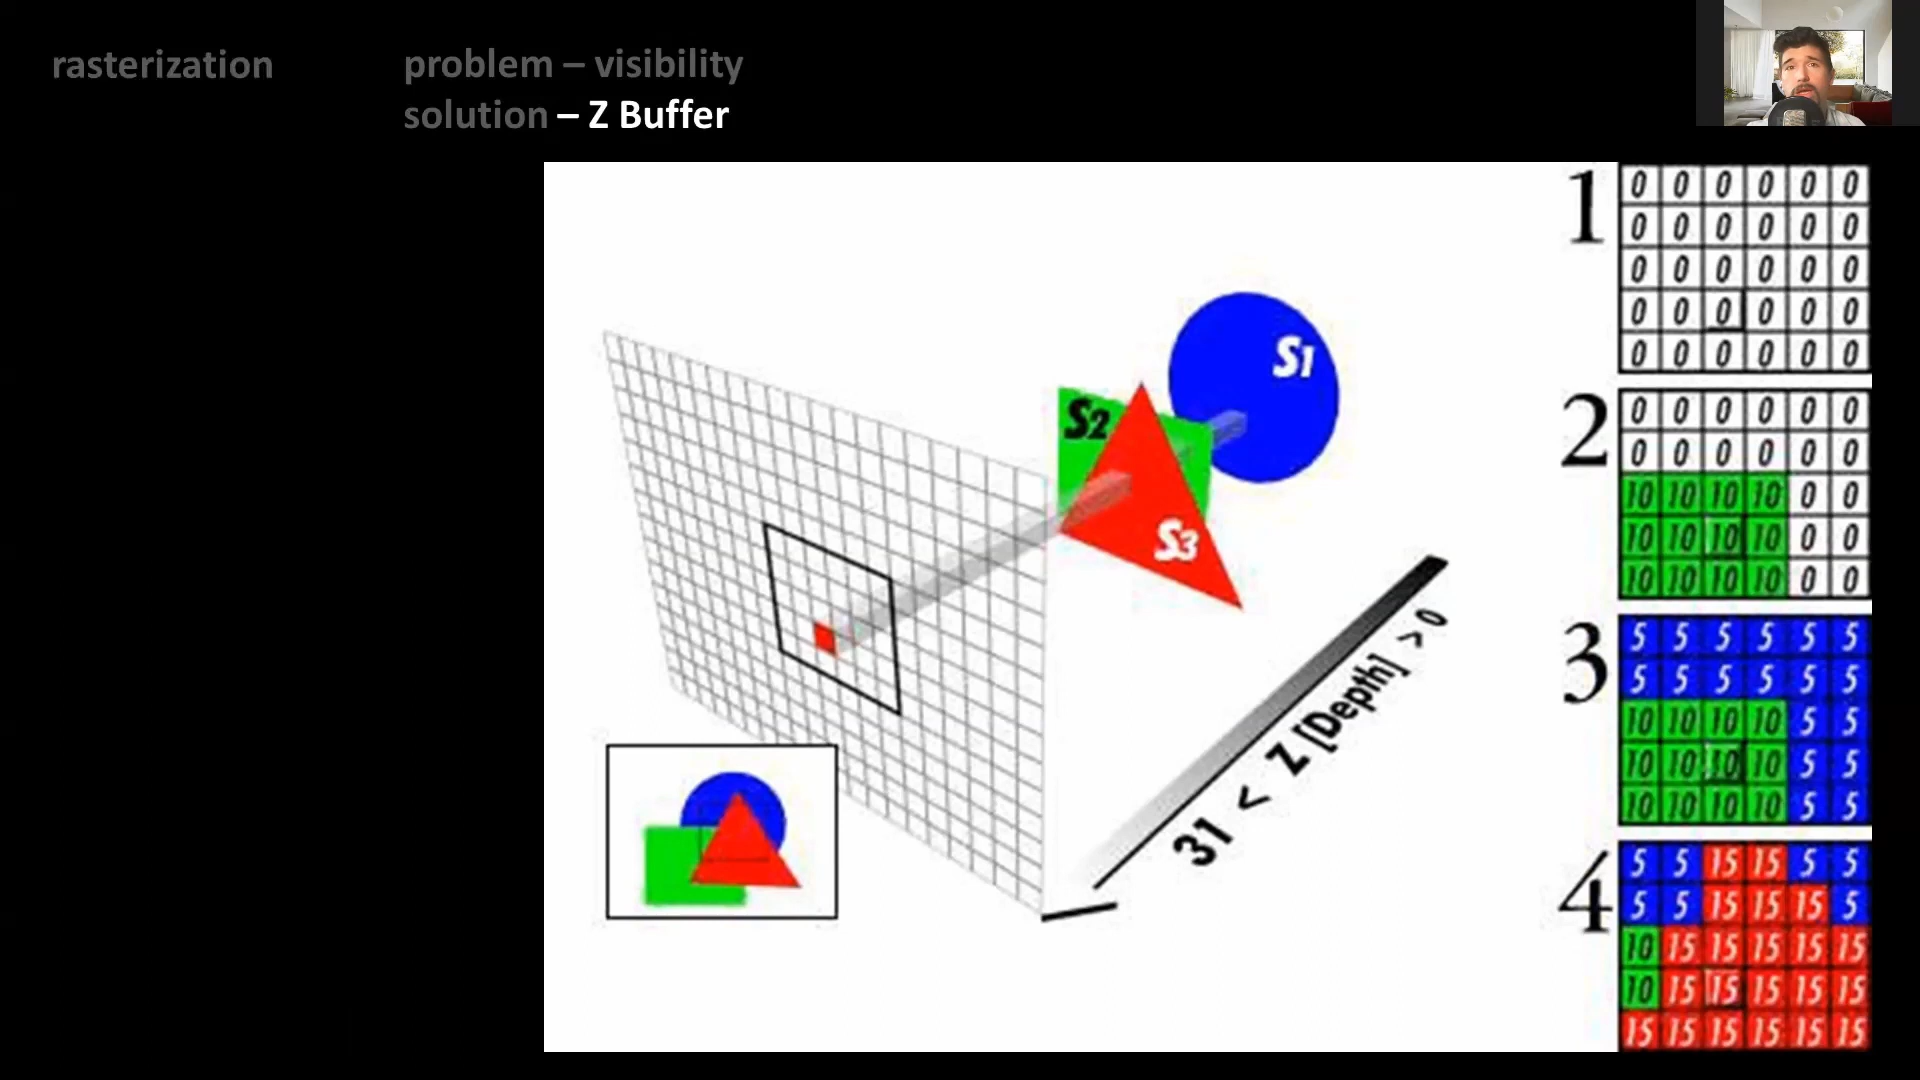 rasterization
problem – visibility
solution – Z Buffer
S1
S2
S3
31 < Z [Depth] > 0
1
0 0 0 0 0 0
0 0 0 0 0 0
0 0 0 0 0 0
0 0 0 0 0 0
0 0 0 0 0 0
2
0 0 0 0 0 0
0 0 0 0 0 0
10 10 10 10 0 0
10 10 10 10 0 0
10 10 10 10 0 0
3
5 5 5 5 5 5
5 5 5 5 5 5
10 10 10 10 5 5
10 10 10 10 5 5
10 10 10 10 5 5
4
5 5 15 15 5 5
5 5 15 15 15 5
10 15 15 15 15 15
10 15 15 15 15 15
15 15 15 15 15 15